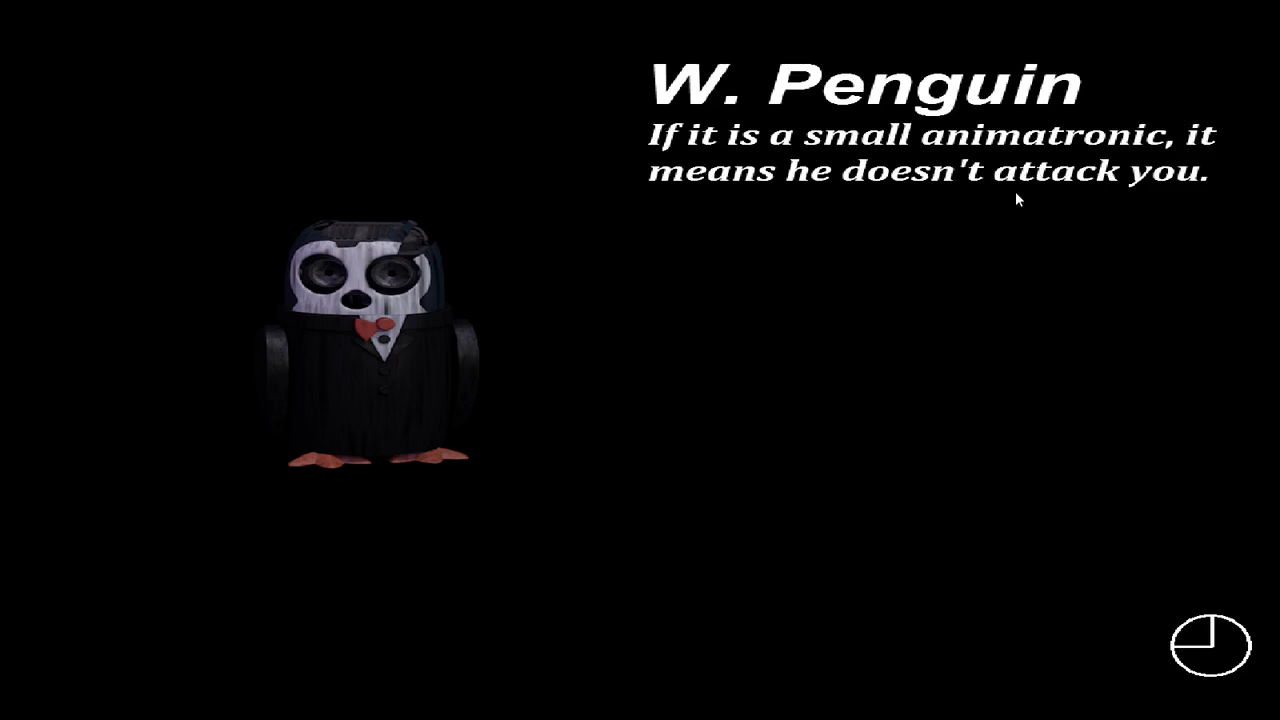 W. Penguin
If it is a small animatronic, it
means he doesn't attack you.